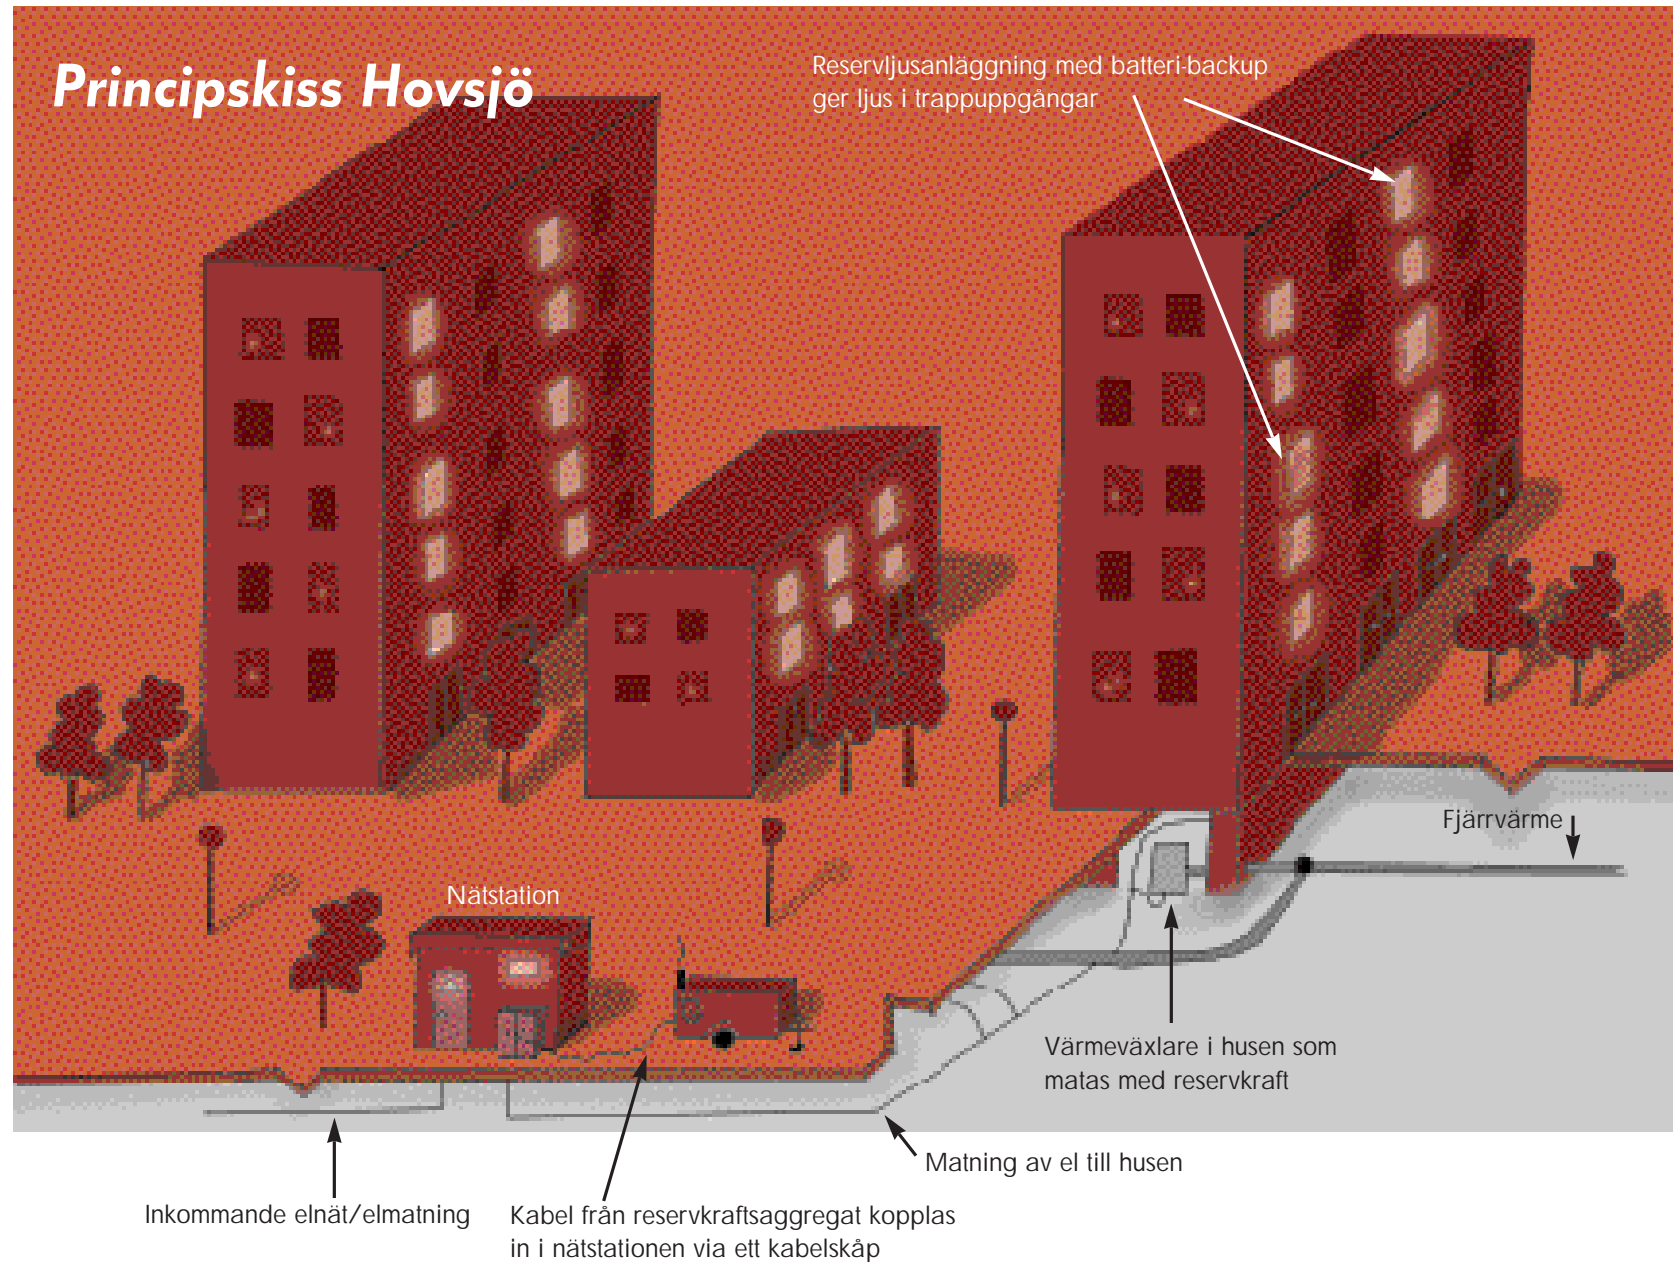 Principskiss Hovsjö
Reservljusanläggning med batteri-backup
ger ljus i trappuppgångar
Fjärrvärme
Nätstation
Värmeväxlare i husen som
matas med reservkraft
Matning av el till husen
Inkommande elnät/elmatning
Kabel från reservkraftsaggregat kopplas
in i nätstationen via ett kabelskåp